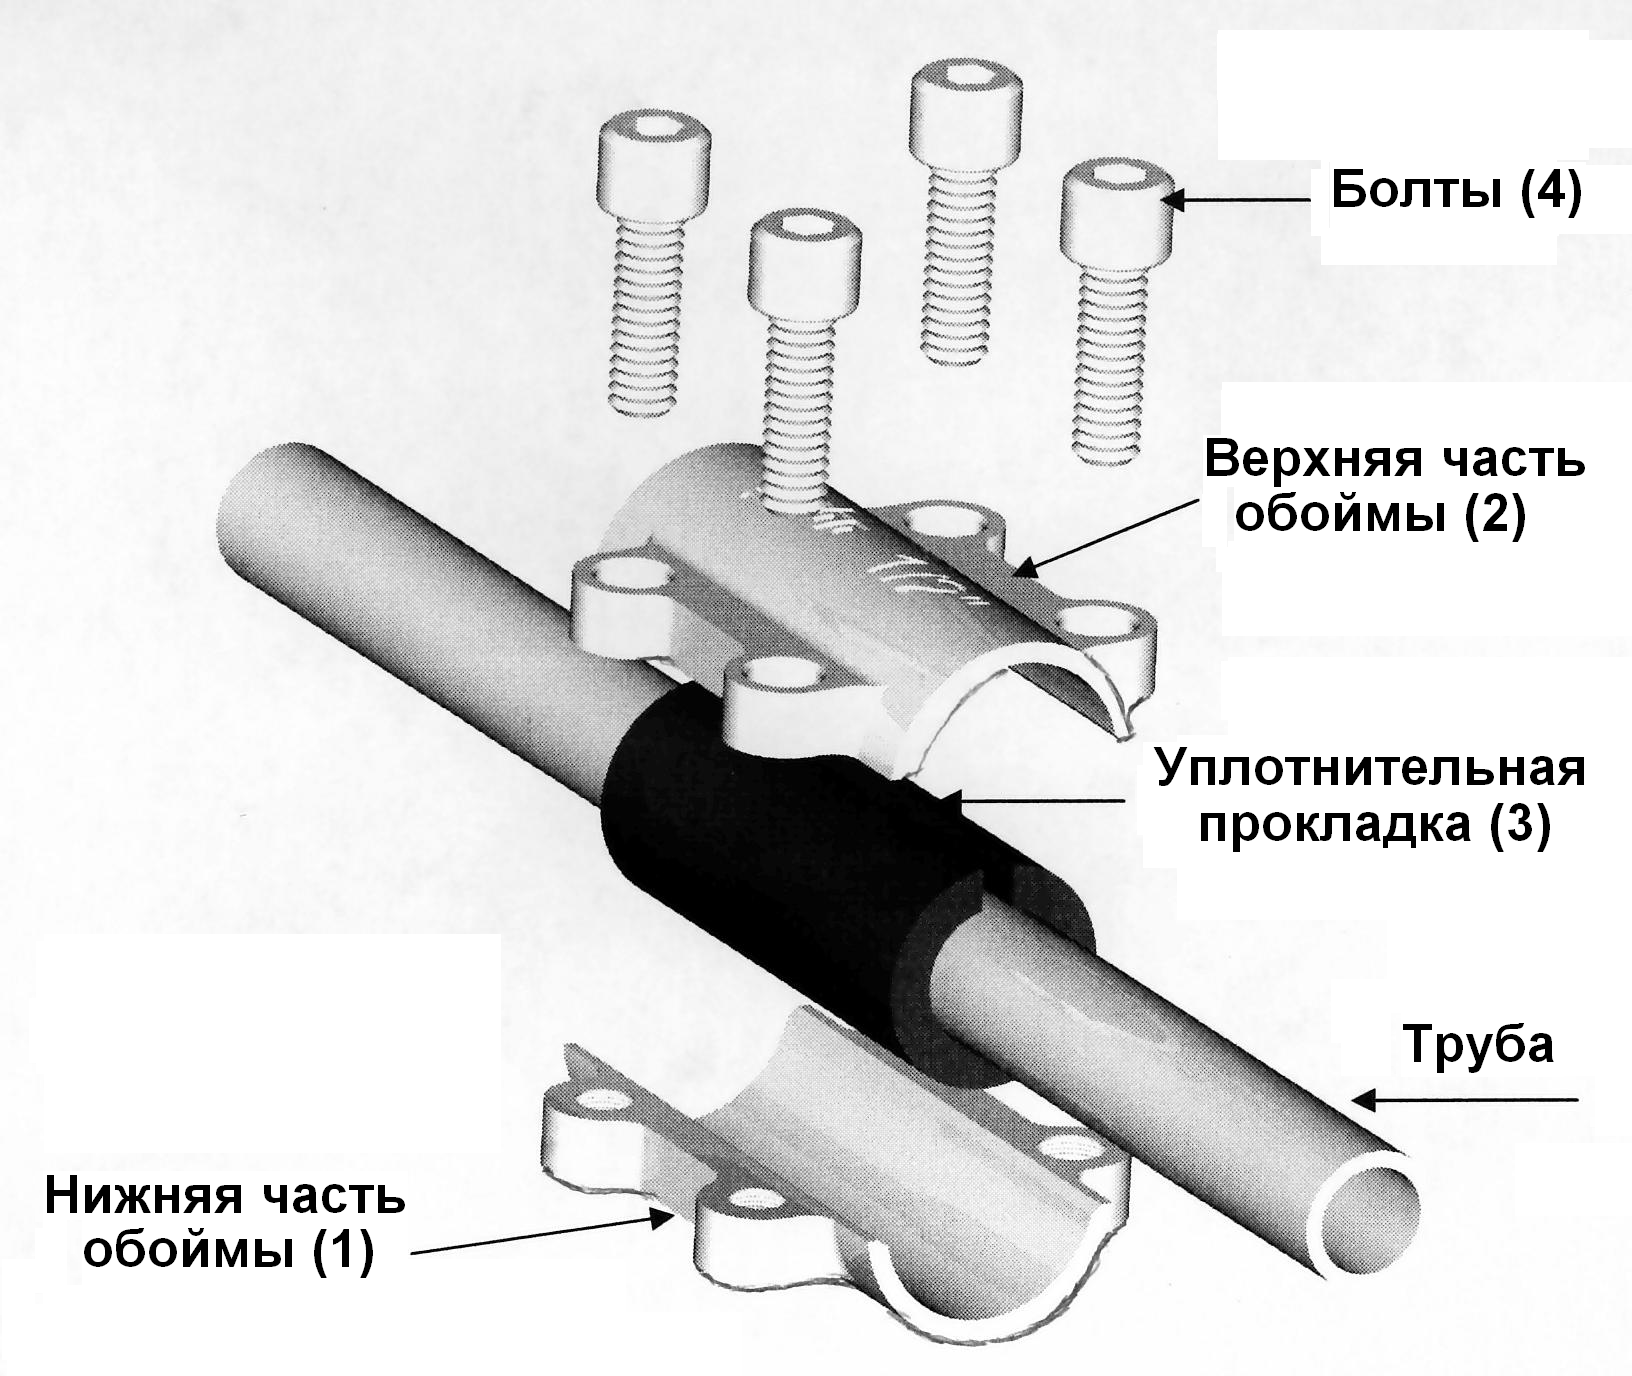 Болты (4)
Верхняя часть
обоймы (2)
Уплотнительная
прокладка (3)
Труба
Нижняя часть
обоймы (1)